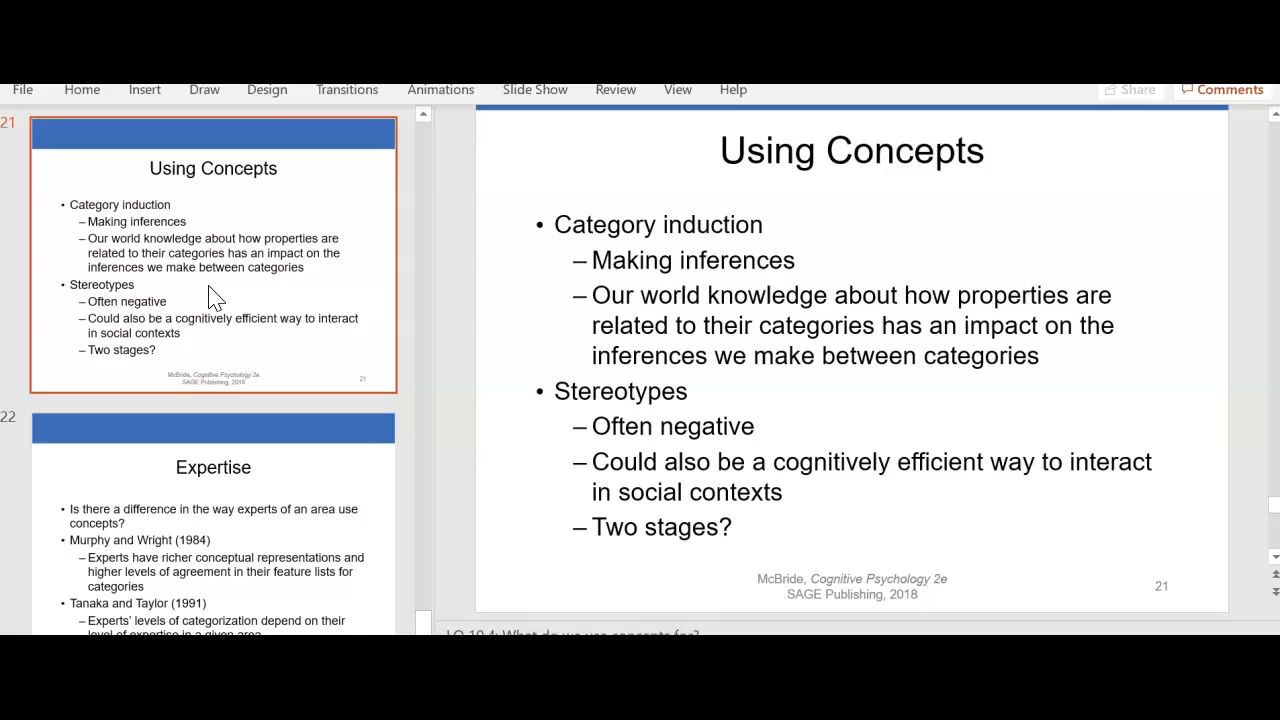 File Home Insert Draw Design Transitions Animations Slide Show Review View Help Share Comments
21
Using Concepts
• Category induction
– Making inferences
– Our world knowledge about how properties are
related to their categories has an impact on the
inferences we make between categories
• Stereotypes
– Often negative
– Could also be a cognitively efficient way to interact
in social contexts
– Two stages?
McBride, Cognitive Psychology 2e
SAGE Publishing, 2018
21
22
Expertise
• Is there a difference in the way experts of an area use
concepts?
• Murphy and Wright (1984)
– Experts have richer conceptual representations and
higher levels of agreement in their feature lists for
categories
• Tanaka and Taylor (1991)
– Experts' levels of categorization depend on their
level of expertise in a given area
Using Concepts
• Category induction
– Making inferences
– Our world knowledge about how properties are
related to their categories has an impact on the
inferences we make between categories
• Stereotypes
– Often negative
– Could also be a cognitively efficient way to interact
in social contexts
– Two stages?
McBride, Cognitive Psychology 2e
SAGE Publishing, 2018
21
LO 10.4: What do we use concepts for?